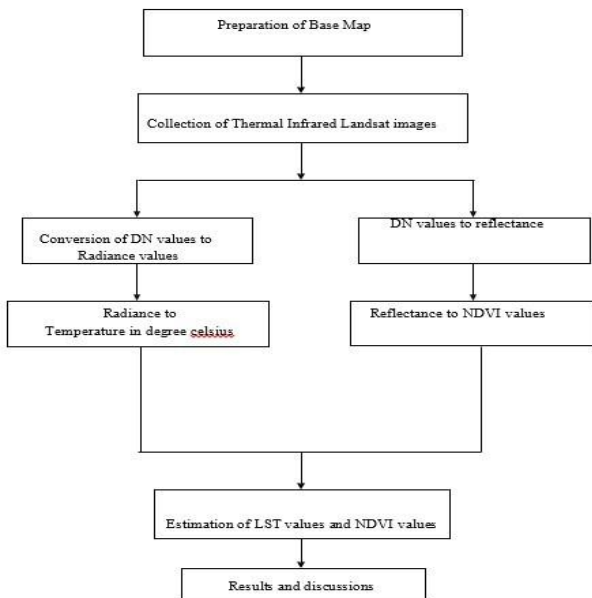 Preparation of Base Map
Collection of Thermal Infrared Landsat images
Conversion of DN values to
Radiance values
DN values to reflectance
Radiance to
Temperature in degree celsius
Reflectance to NDVI values
Estimation of LST values and NDVI values
Results and discussions